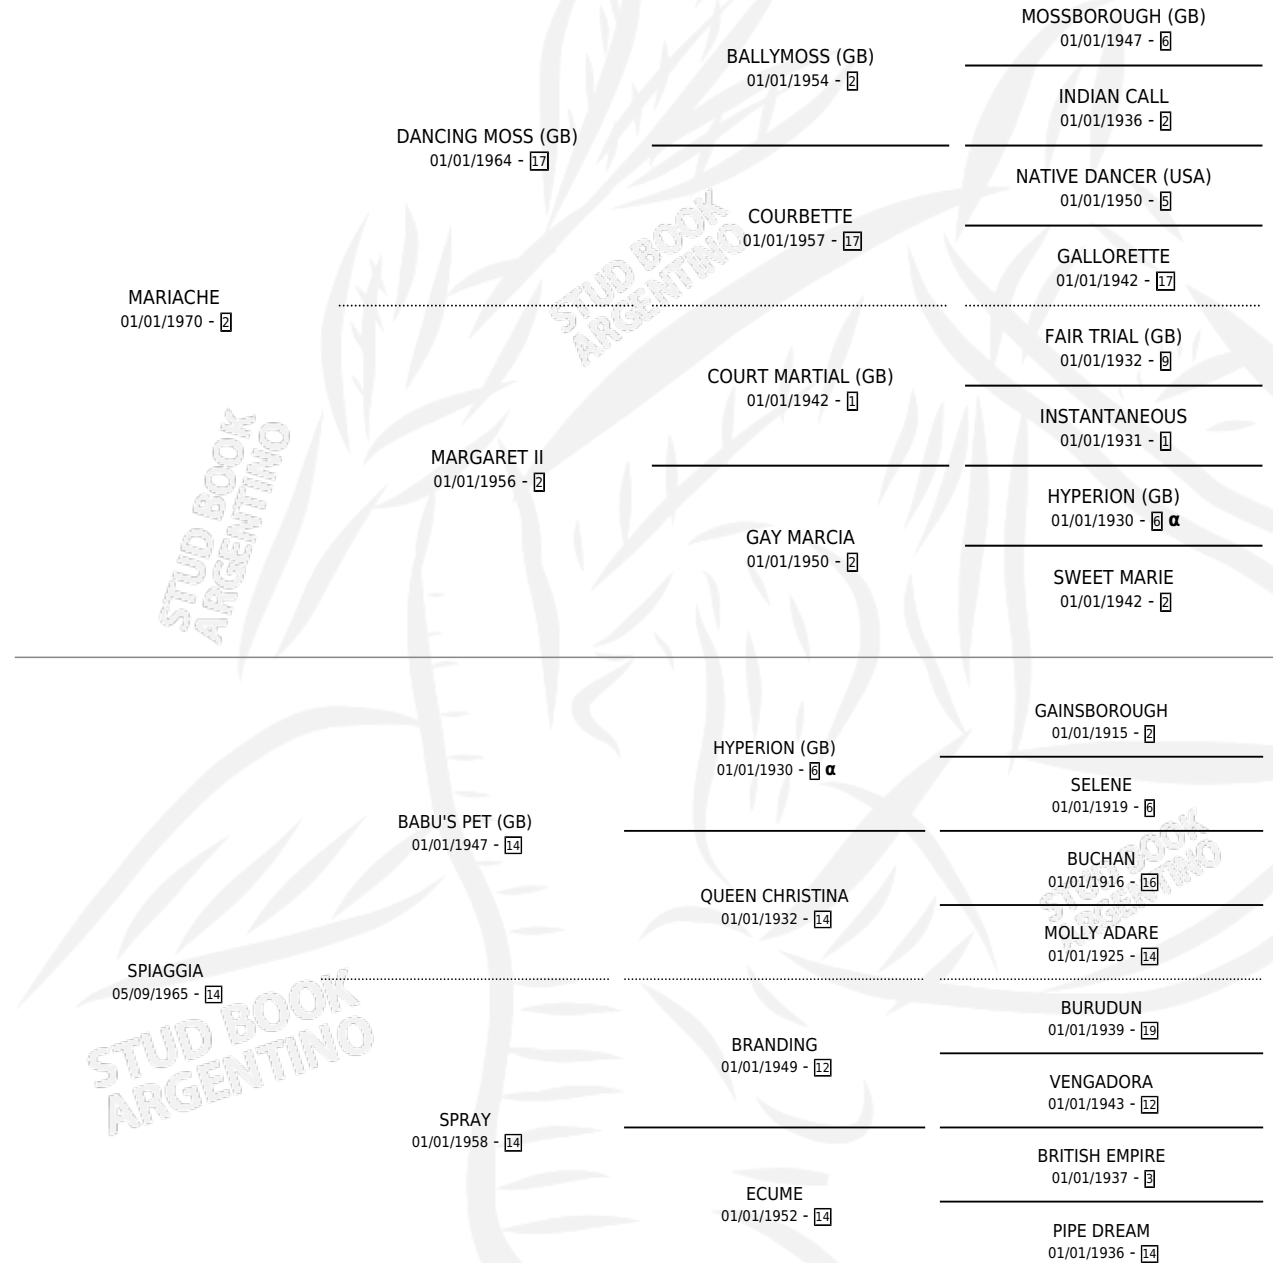 MOSSBOROUGH (GB)
01/01/1947 - 6
BALLYMOSS (GB)
01/01/1954 - 2
INDIAN CALL
01/01/1936 - 2
DANCING MOSS (GB)
01/01/1964 - 17
NATIVE DANCER (USA)
01/01/1950 - 5
COURBETTE
01/01/1957 - 17
GALLORETTE
01/01/1942 - 17
MARIACHE
01/01/1970 - 2
FAIR TRIAL (GB)
01/01/1932 - 9
COURT MARTIAL (GB)
01/01/1942 - 1
INSTANTANEOUS
01/01/1931 - 1
MARGARET II
01/01/1956 - 2
HYPERION (GB)
01/01/1930 - 6 α
GAY MARCIA
01/01/1950 - 2
SWEET MARIE
01/01/1942 - 2
GAINSBOROUGH
01/01/1915 - 2
HYPERION (GB)
01/01/1930 - 6 α
SELENE
01/01/1919 - 6
BABU'S PET (GB)
01/01/1947 - 14
BUCHAN
01/01/1916 - 16
QUEEN CHRISTINA
01/01/1932 - 14
MOLLY ADARE
01/01/1925 - 14
SPIAGGIA
05/09/1965 - 14
BURUDUN
01/01/1939 - 19
BRANDING
01/01/1949 - 12
VENGADORA
01/01/1943 - 12
SPRAY
01/01/1958 - 14
BRITISH EMPIRE
01/01/1937 - 3
ECUME
01/01/1952 - 14
PIPE DREAM
01/01/1936 - 14
STUD BOOK
ARGENTINO
STUD BOOK
ARGENTINO
STUD BOOK
ARGENTINO
STUD BOOK
ARGENTINO